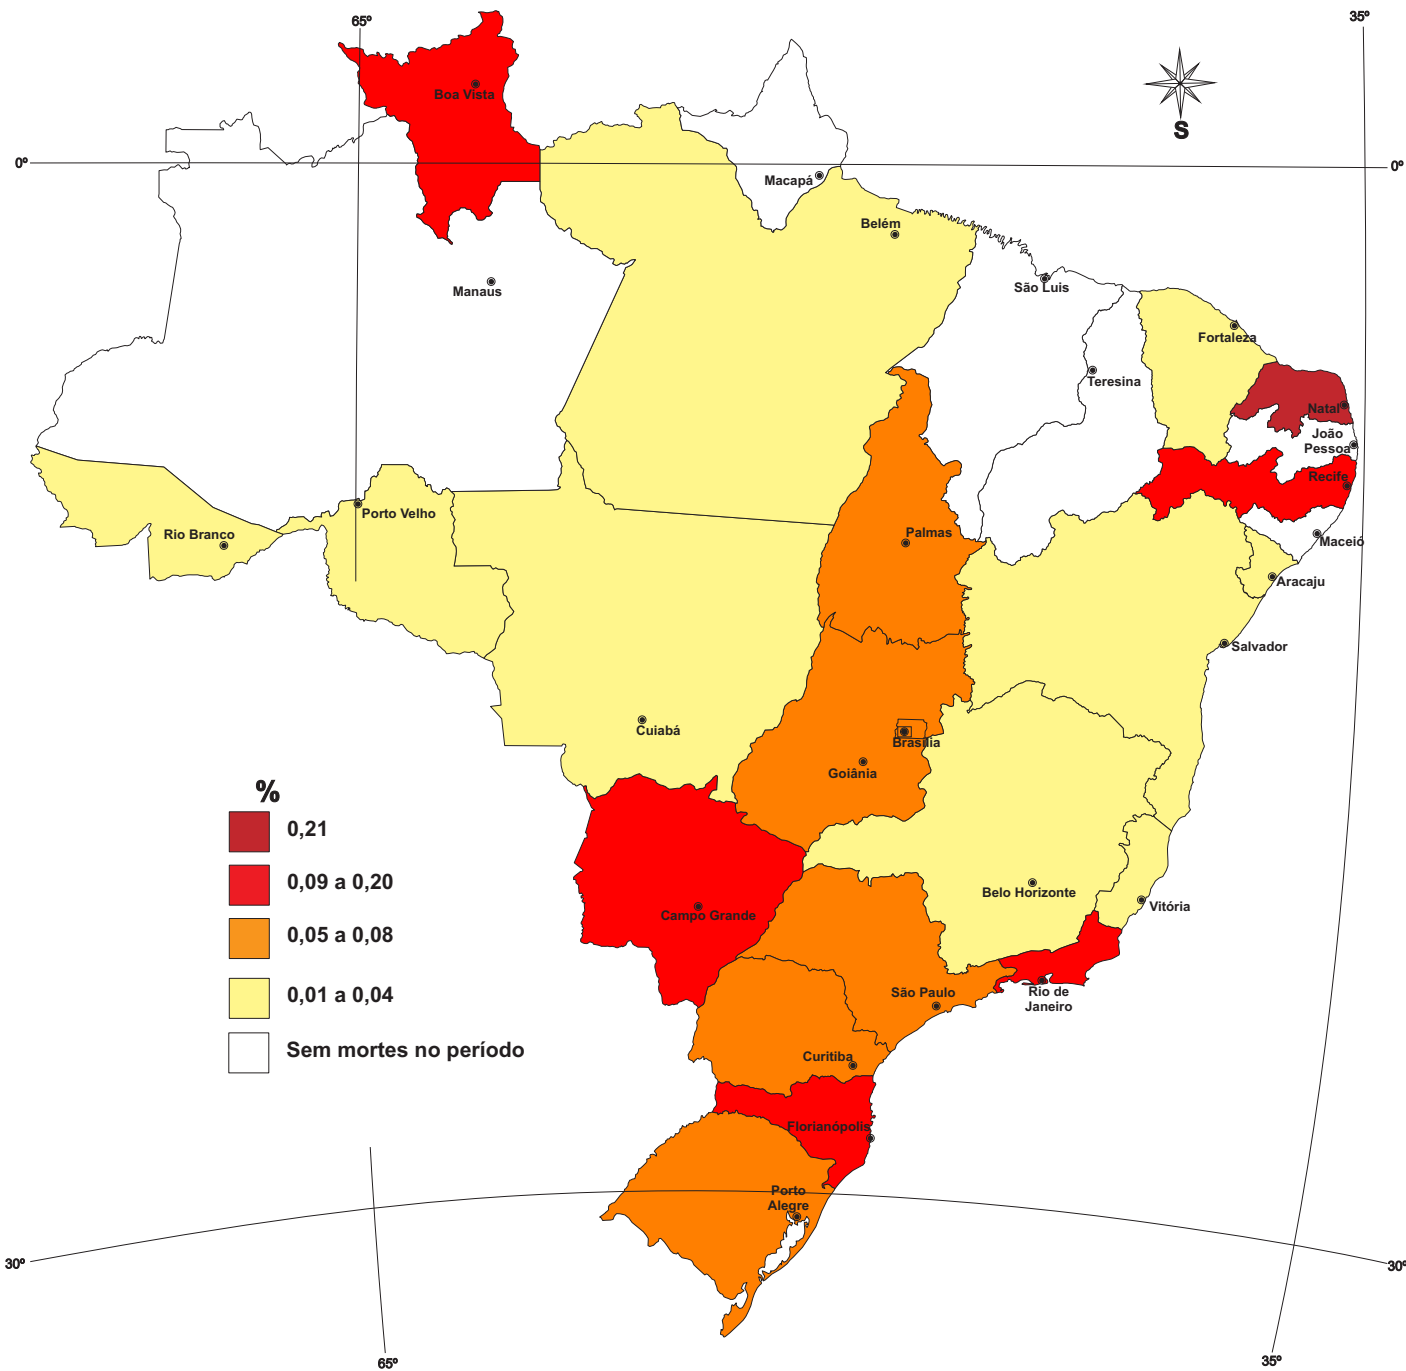 65º
35º
Boa Vista
S
0º
0º
Macapá
Belém
Manaus
São Luis
Fortaleza
Teresina
Natal
João
Pessoa
Recife
Porto Velho
Rio Branco
Palmas
Maceió
Aracaju
Salvador
Cuiabá
Brasília
Goiânia
%
0,21
0,09 a 0,20
0,05 a 0,08
0,01 a 0,04
Sem mortes no período
Belo Horizonte
Vitória
Campo Grande
São Paulo
Rio de
Janeiro
Curitiba
Florianópolis
Porto
Alegre
30º
30º
65º
35º